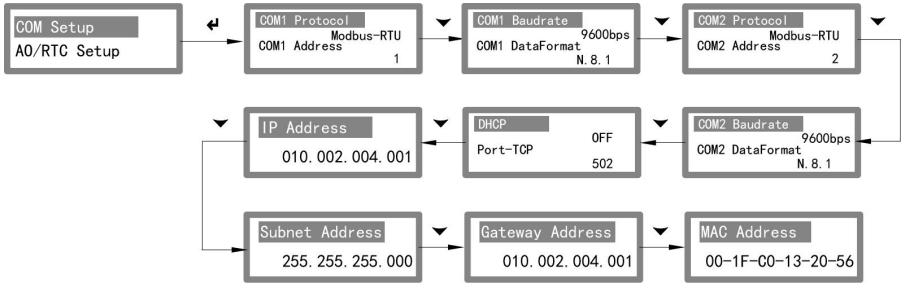 COM Setup
AO/RTC Setup
COM1 Protocol
Modbus-RTU
COM1 Address
1
COM1 Baudrate
9600bps
COM1 DataFormat
N.8.1
COM2 Protocol
Modbus-RTU
COM2 Address
2
COM2 Baudrate
9600bps
COM2 DataFormat
N.8.1
DHCP
OFF
Port-TCP
502
IP Address
010.002.004.001
Subnet Address
255.255.255.000
Gateway Address
010.002.004.001
MAC Address
00-1F-C0-13-20-56